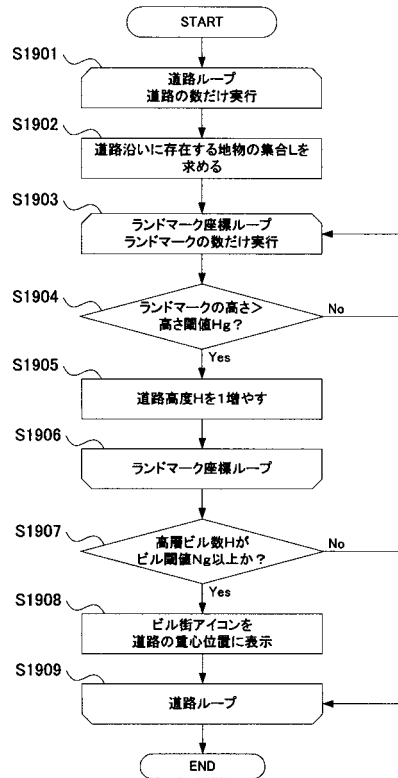 START
S1901
道路ループ
道路の数だけ実行
S1902
道路沿いに存在する地物の集合Lを
求める
S1903
ランドマーク座標ループ
ランドマークの数だけ実行
S1904
ランドマークの高さ>
高さ閾値Hg?
No
Yes
S1905
道路高度Hを1増やす
S1906
ランドマーク座標ループ
S1907
高層ビル数Hが
ビル閾値Ng以上か?
No
Yes
S1908
ビル街アイコンを
道路の重心位置に表示
S1909
道路ループ
END